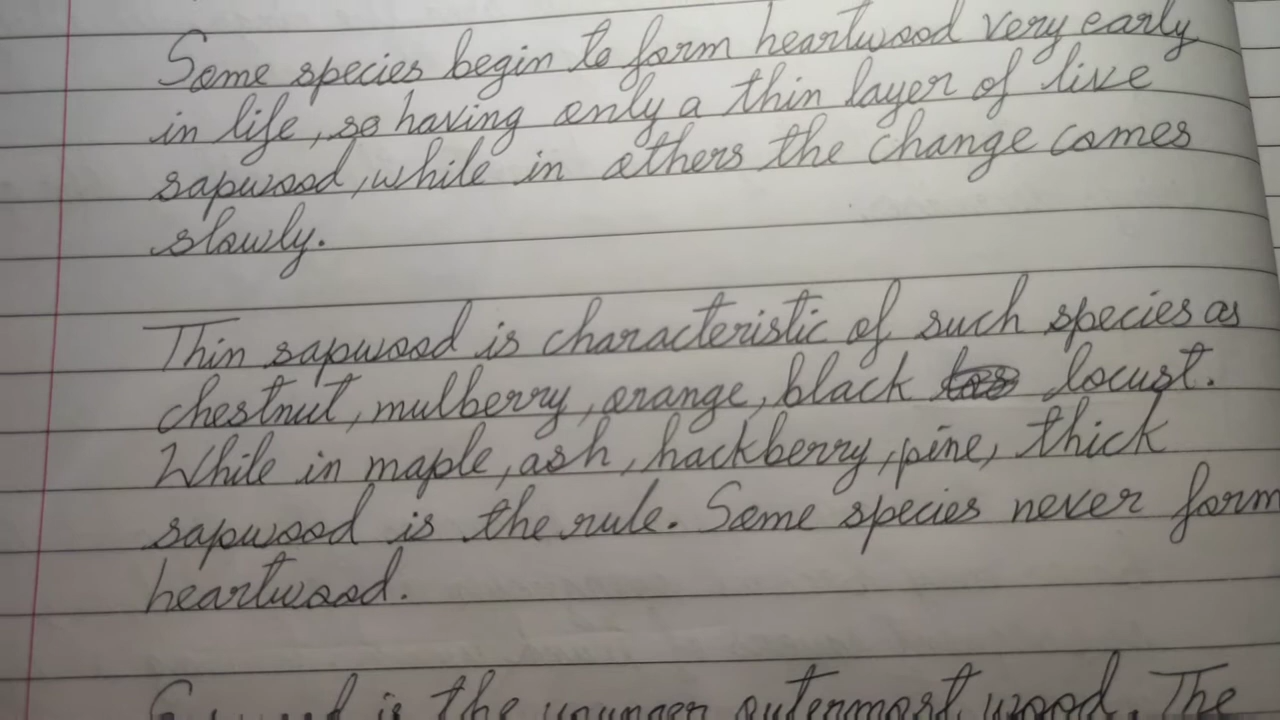 Some species begin to form heartwood very early
in life, so having only a thin layer of live
sapwood, while in others the change comes
slowly.
Thin sapwood is characteristic of such species as
chestnut, mulberry, orange, black locust.
While in maple, ash, hackberry, pine, thick
sapwood is the rule. Some species never form
heartwood.
is the younger outermost wood. The